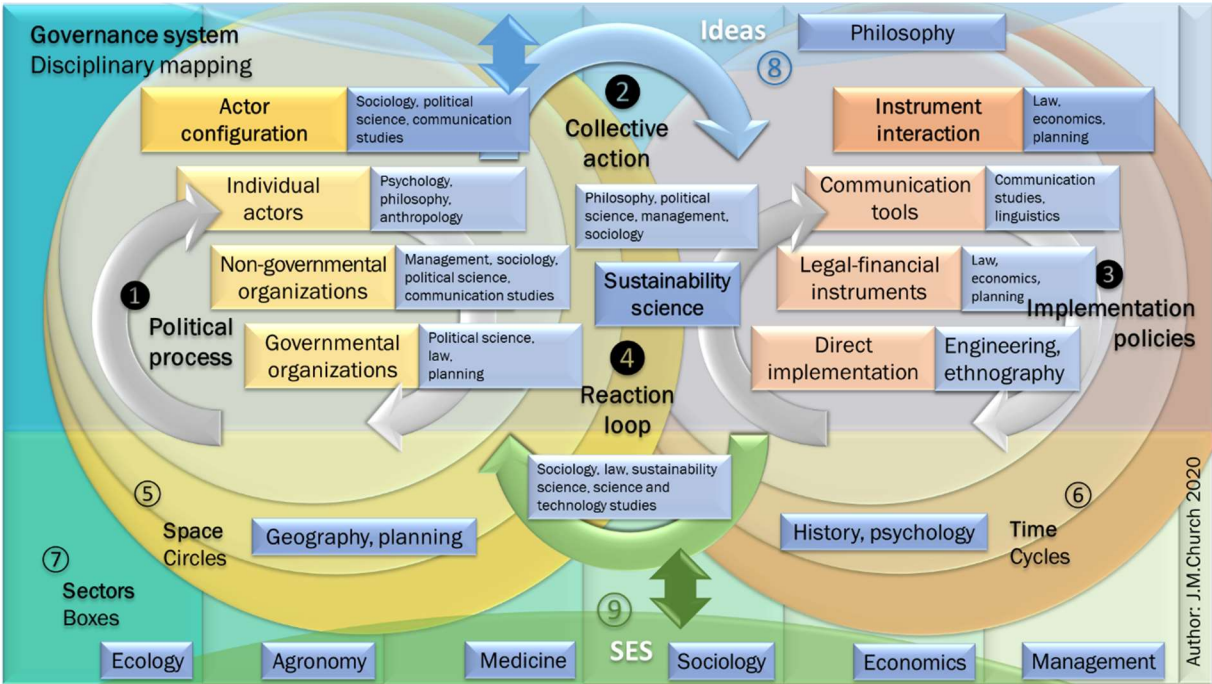 Governance system
Disciplinary mapping
Ideas
Philosophy
⑧
Actor
configuration
Sociology, political
science, communication
studies
❷
Collective
action
Instrument
interaction
Law,
economics,
planning
Individual
actors
Psychology,
philosophy,
anthropology
Philosophy, political
science, management,
sociology
Communication
tools
Communication
studies,
linguistics
Non-governmental
organizations
Management, sociology,
political science,
communication studies
Sustainability
science
Legal-financial
instruments
Law,
economics,
planning
❸
Implementation
policies
❶
Political
process
Governmental
organizations
Political science,
law,
planning
❹
Reaction
loop
Direct
implementation
Engineering,
ethnography
Sociology, law, sustainability
science, science and
technology studies
⑤
Space
Circles
Geography, planning
History, psychology
⑥
Time
Cycles
⑦
Sectors
Boxes
⑨
SES
Ecology
Agronomy
Medicine
Sociology
Economics
Management
Author: J.M.Church 2020